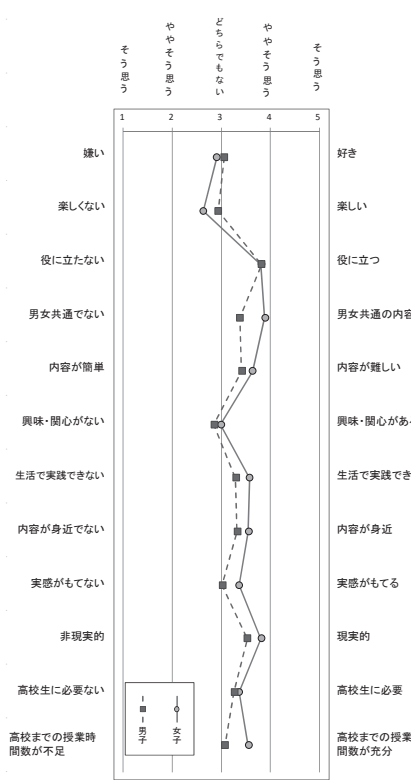 そう思う
ややそう思う
どちらでもない
ややそう思う
そう思う
1 2 3 4 5
嫌い 好き
楽しくない 楽しい
役に立たない 役に立つ
男女共通でない 男女共通の内容
内容が簡単 内容が難しい
興味・関心がない 興味・関心があ
生活で実践できない 生活で実践でき
内容が身近でない 内容が身近
実感がもてない 実感がもてる
非現実的 現実的
高校生に必要ない 高校生に必要
高校までの授業時 高校までの授業
間数が不足 間数が充分
男子
女子